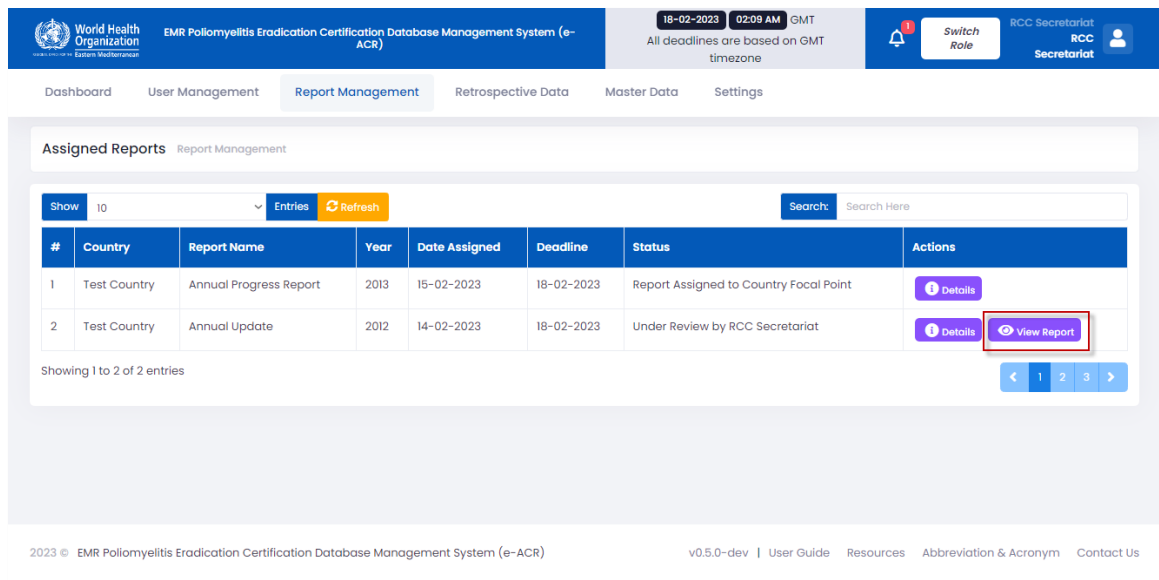 World Health
Organization
Eastern Mediterranean
EMR Poliomyelitis Eradication Certification Database Management System (e-
ACR)
18-02-2023 02:09 AM GMT
All deadlines are based on GMT
timezone
1
Switch
Role
RCC Secretariat
RCC
Secretariat
Dashboard User Management Report Management Retrospective Data Master Data Settings
Assigned Reports Report Management
Show 10 Entries Refresh Search: Search Here
# Country Report Name Year Date Assigned Deadline Status Actions
1 Test Country Annual Progress Report 2013 15-02-2023 18-02-2023 Report Assigned to Country Focal Point Details
2 Test Country Annual Update 2012 14-02-2023 18-02-2023 Under Review by RCC Secretariat Details View Report
Showing 1 to 2 of 2 entries
< 1 2 3 >
2023 © EMR Poliomyelitis Eradication Certification Database Management System (e-ACR) v0.5.0-dev | User Guide Resources Abbreviation & Acronym Contact Us